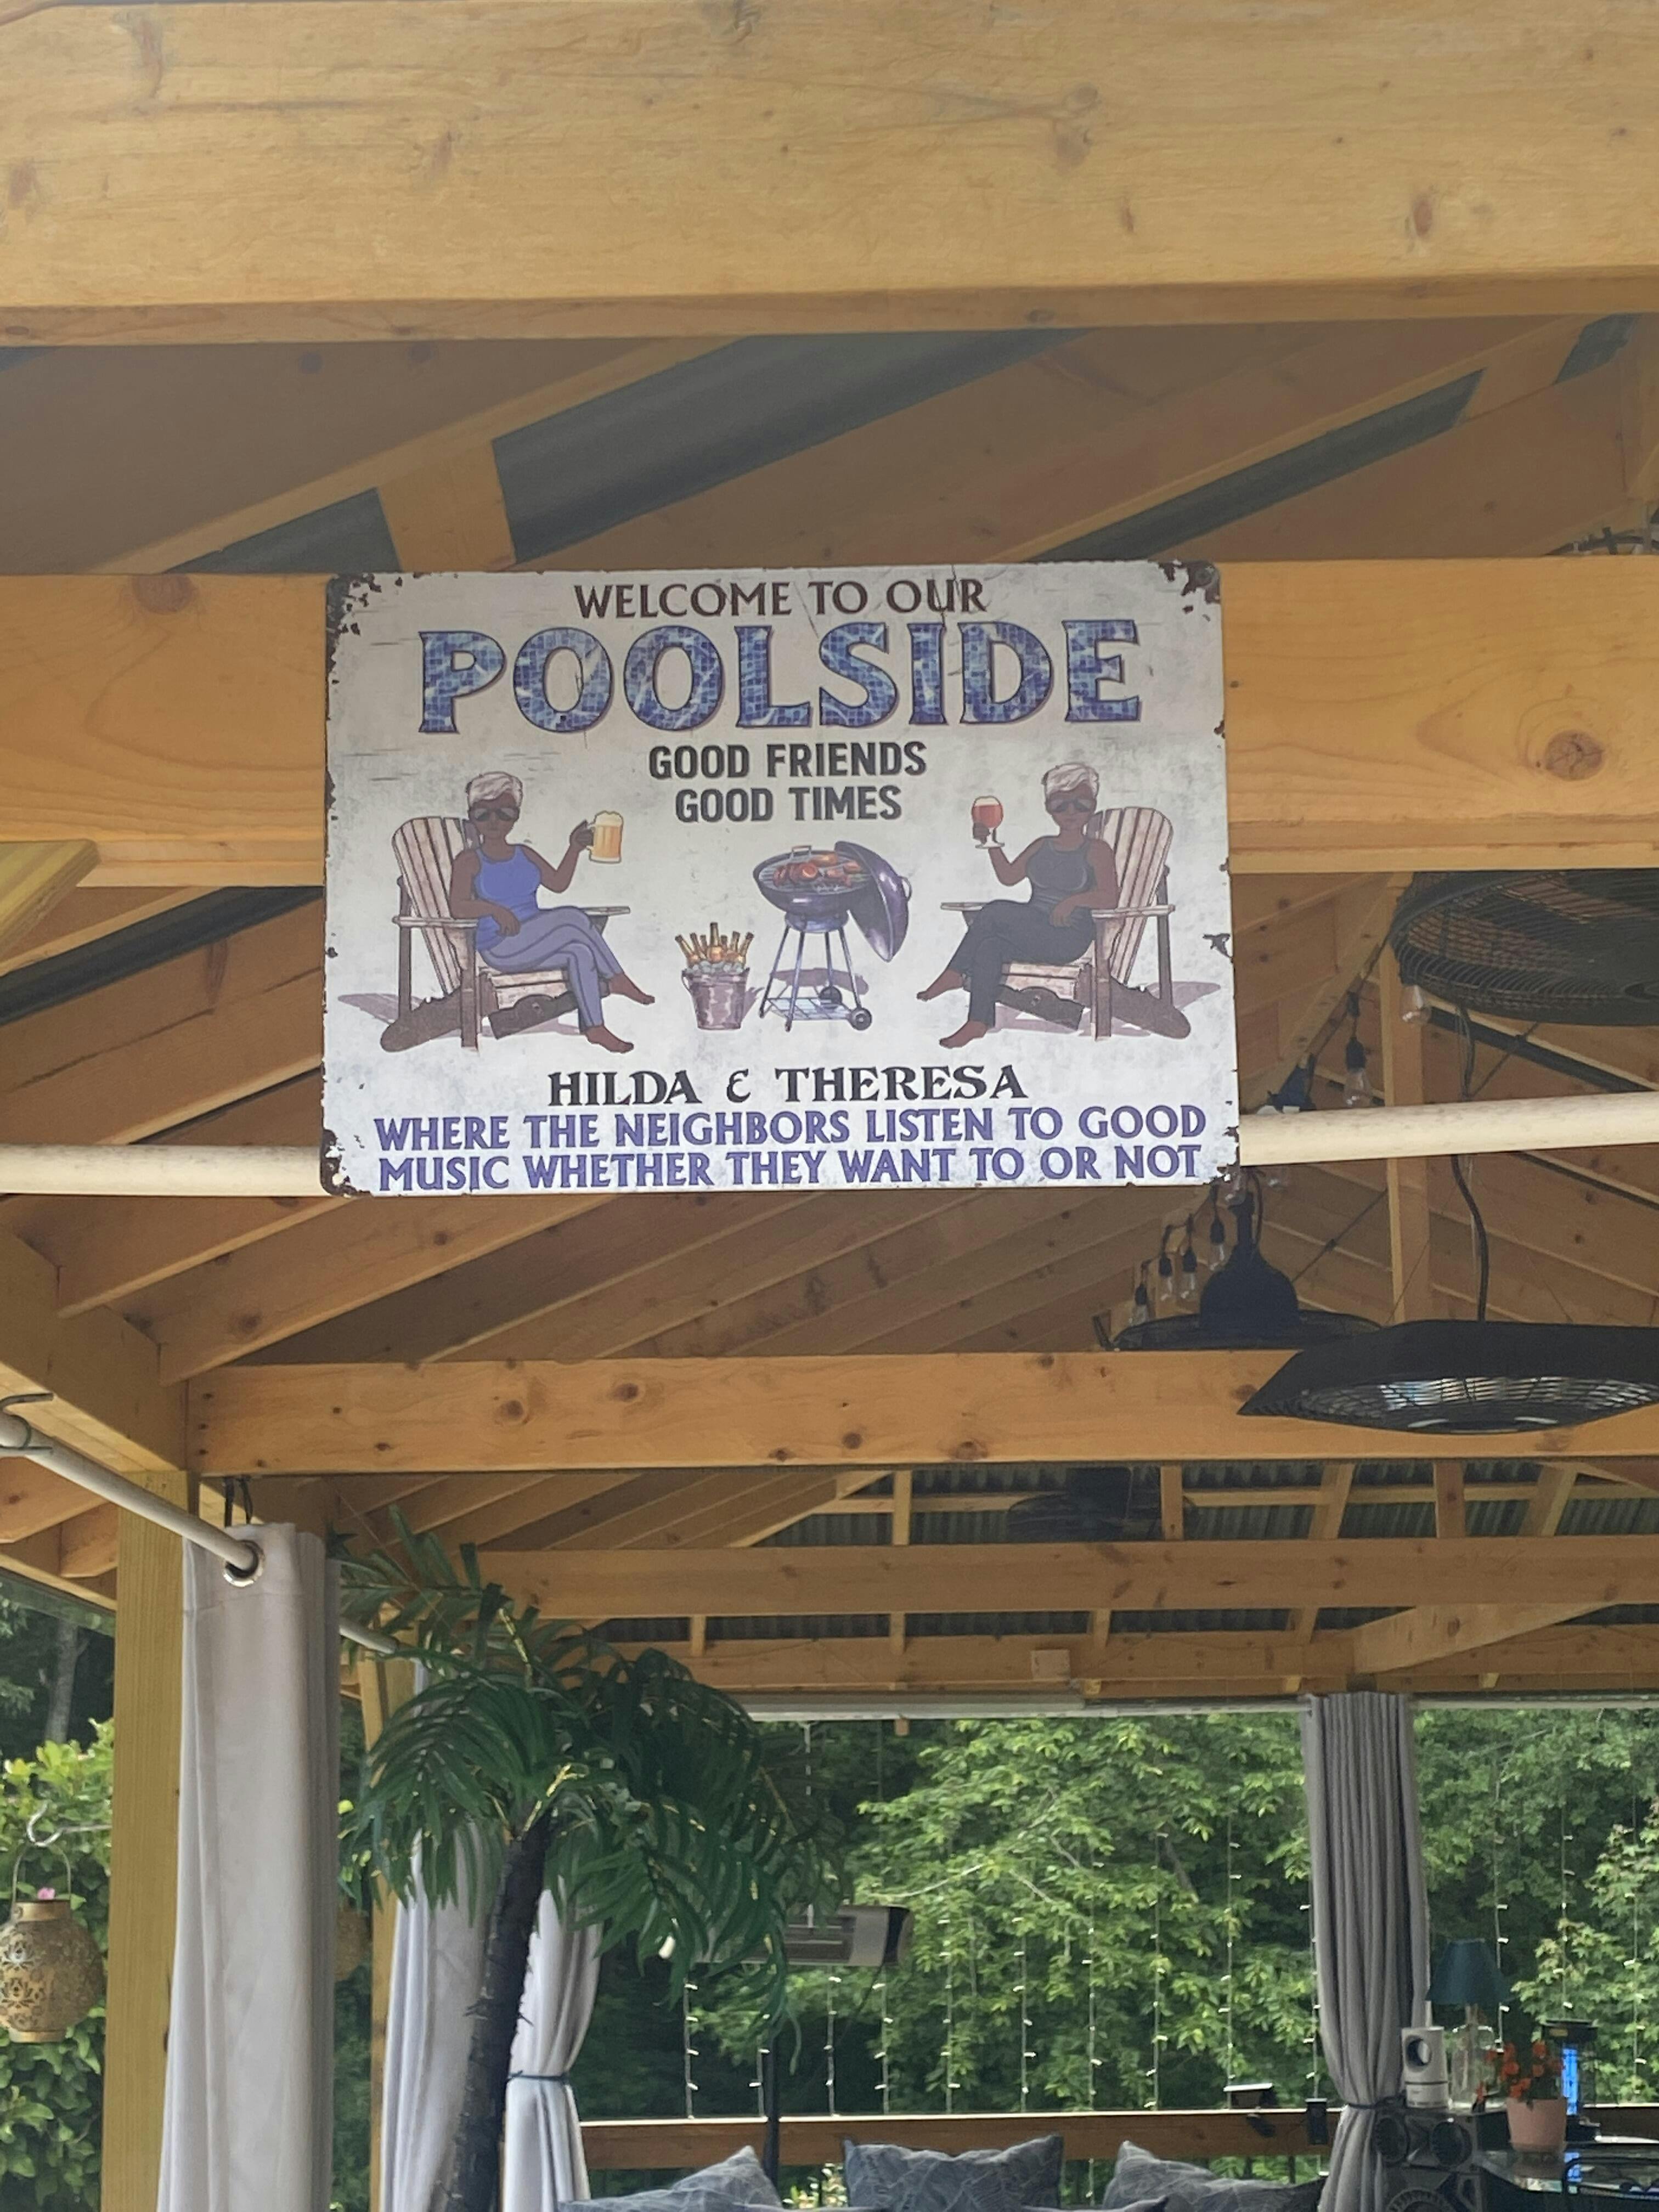 WELCOME TO OUR
POOLSIDE
GOOD FRIENDS
GOOD TIMES
HILDA & THERESA
WHERE THE NEIGHBORS LISTEN TO GOOD
MUSIC WHETHER THEY WANT TO OR NOT